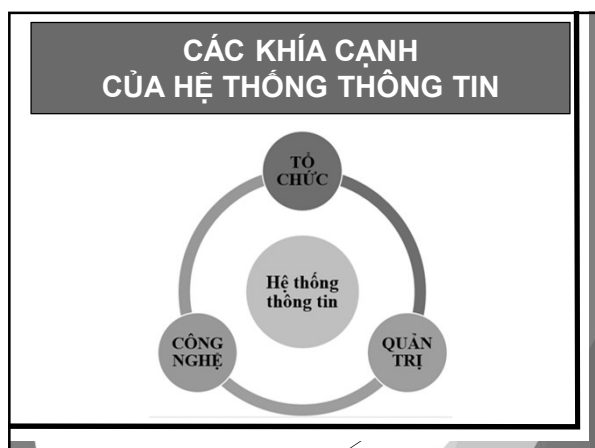 CÁC KHÍA CẠNH
CỦA HỆ THỐNG THÔNG TIN
TỔ
CHỨC
Hệ thống
thông tin
CÔNG
NGHỆ
QUẢN
TRỊ